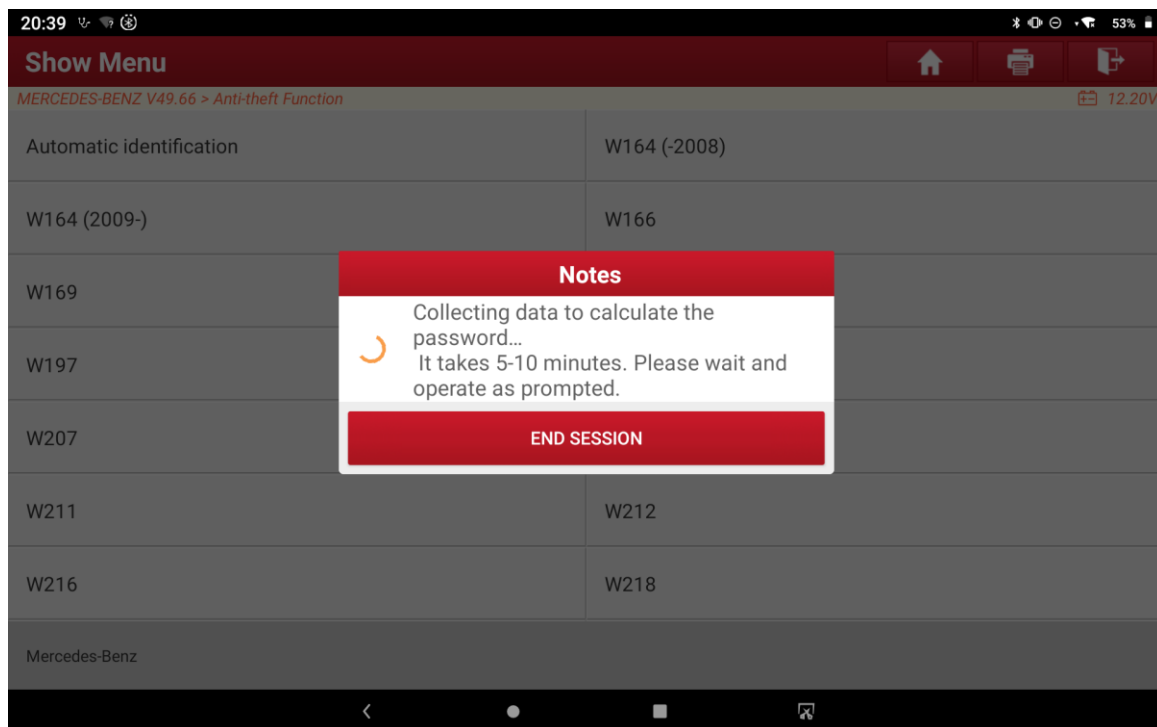 20:39
53%
Show Menu
MERCEDES-BENZ V49.66 > Anti-theft Function
12.20V
Automatic identification
W164 (-2008)
W164 (2009-)
W166
Notes
W169
Collecting data to calculate the
password...
It takes 5-10 minutes. Please wait and
operate as prompted.
W197
W207
END SESSION
W211
W212
W216
W218
Mercedes-Benz